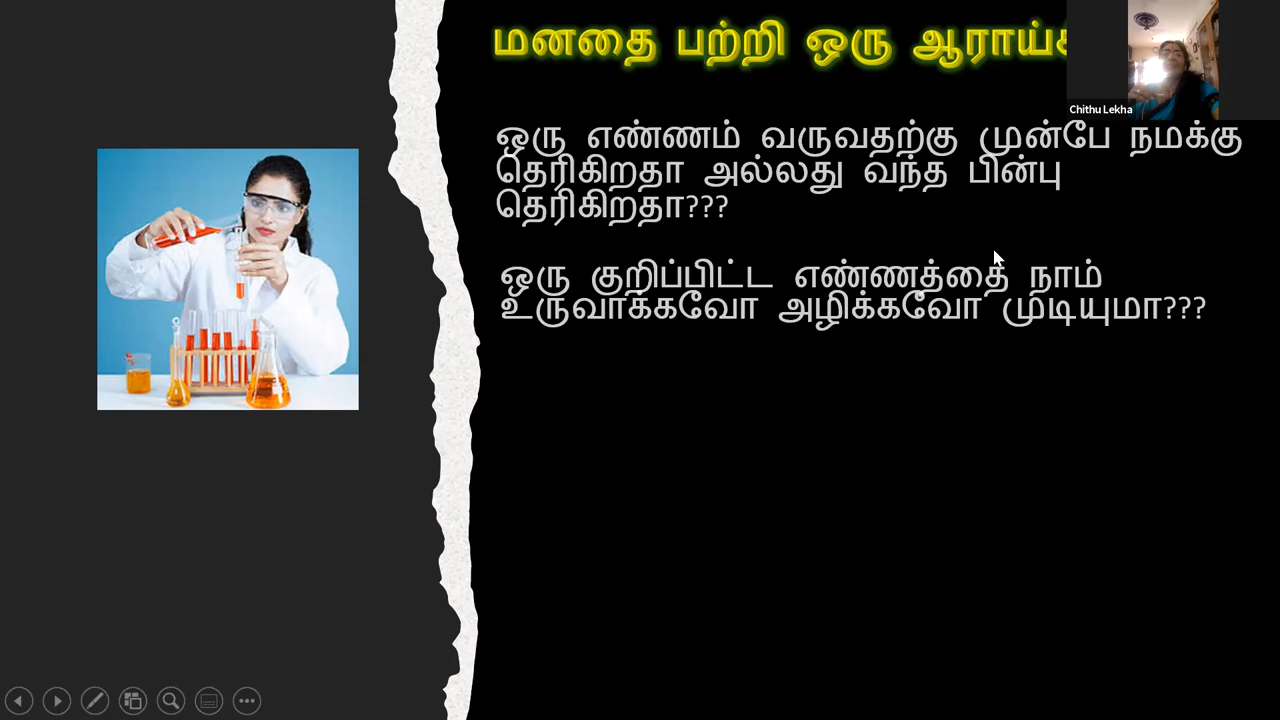 மனதை பற்றி ஒரு
Chithu Lekha
ஒரு எண்ணம் வருவதற்கு முன்பே நமக்கு
தெரிகிறதா அல்லது வந்த பின்பு
தெரிகிறதா???
ஒரு குறிப்பிட்ட எண்ணத்தை நாம்
உருவாக்கவோ அழிக்கவோ முடியுமா???